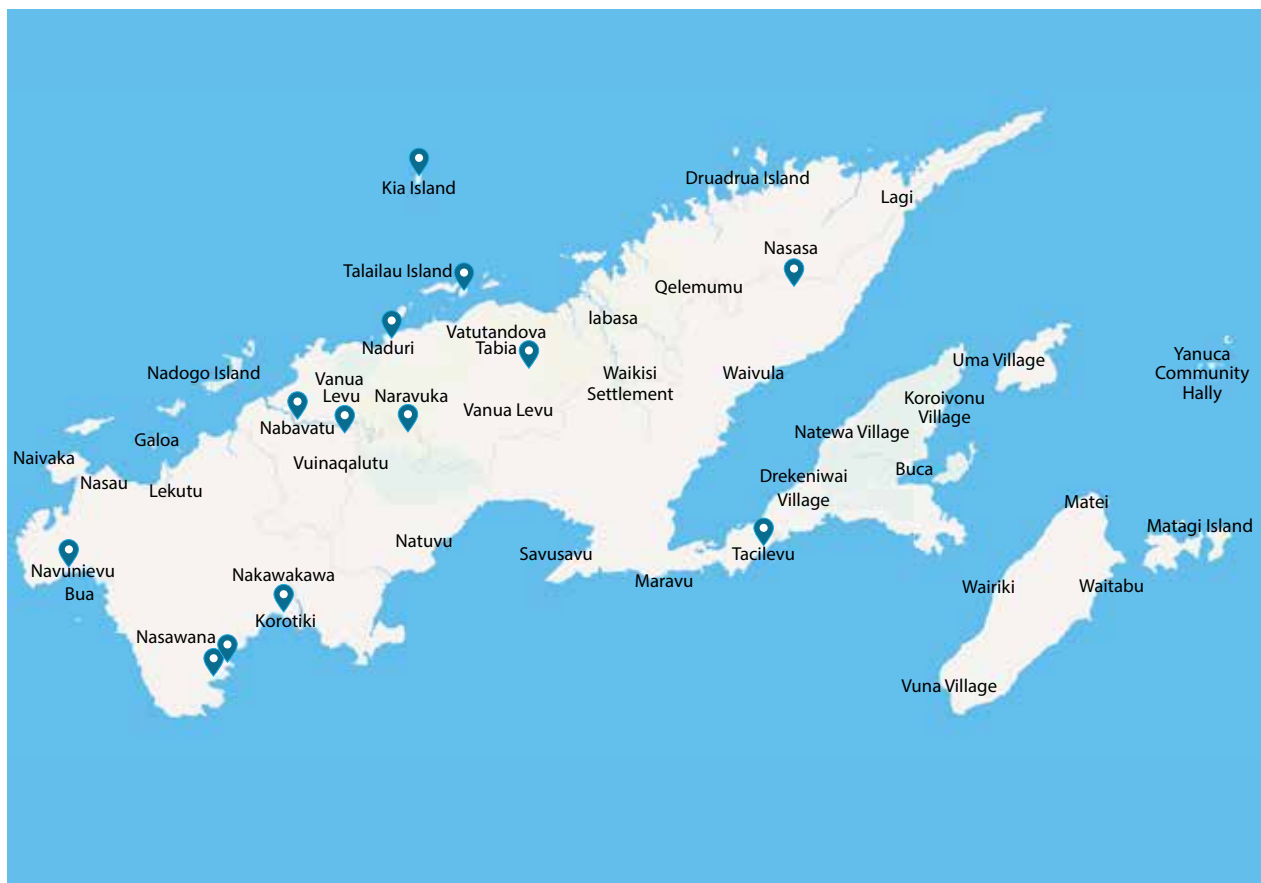 Kia Island
Druadrua Island
Lagi
Nasasa
Talailau Island
Qelemumu
Iabasa
Vatutandova
Tabia
Naduri
Uma Village
Yanuca
Community
Hally
Nadogo Island
Vanua
Levu
Naravuka
Waikisi
Settlement
Waivula
Koroivonu
Village
Vanua Levu
Nabavatu
Galoa
Natewa Village
Naivaka
Vuinaqalutu
Nasau
Lekutu
Drekeniwai
Village
Buca
Matei
Matagi Island
Natuvu
Savusavu
Tacilevu
Navunievu
Bua
Nakawakawa
Maravu
Wairiki
Waitabu
Korotiki
Nasawana
Vuna Village